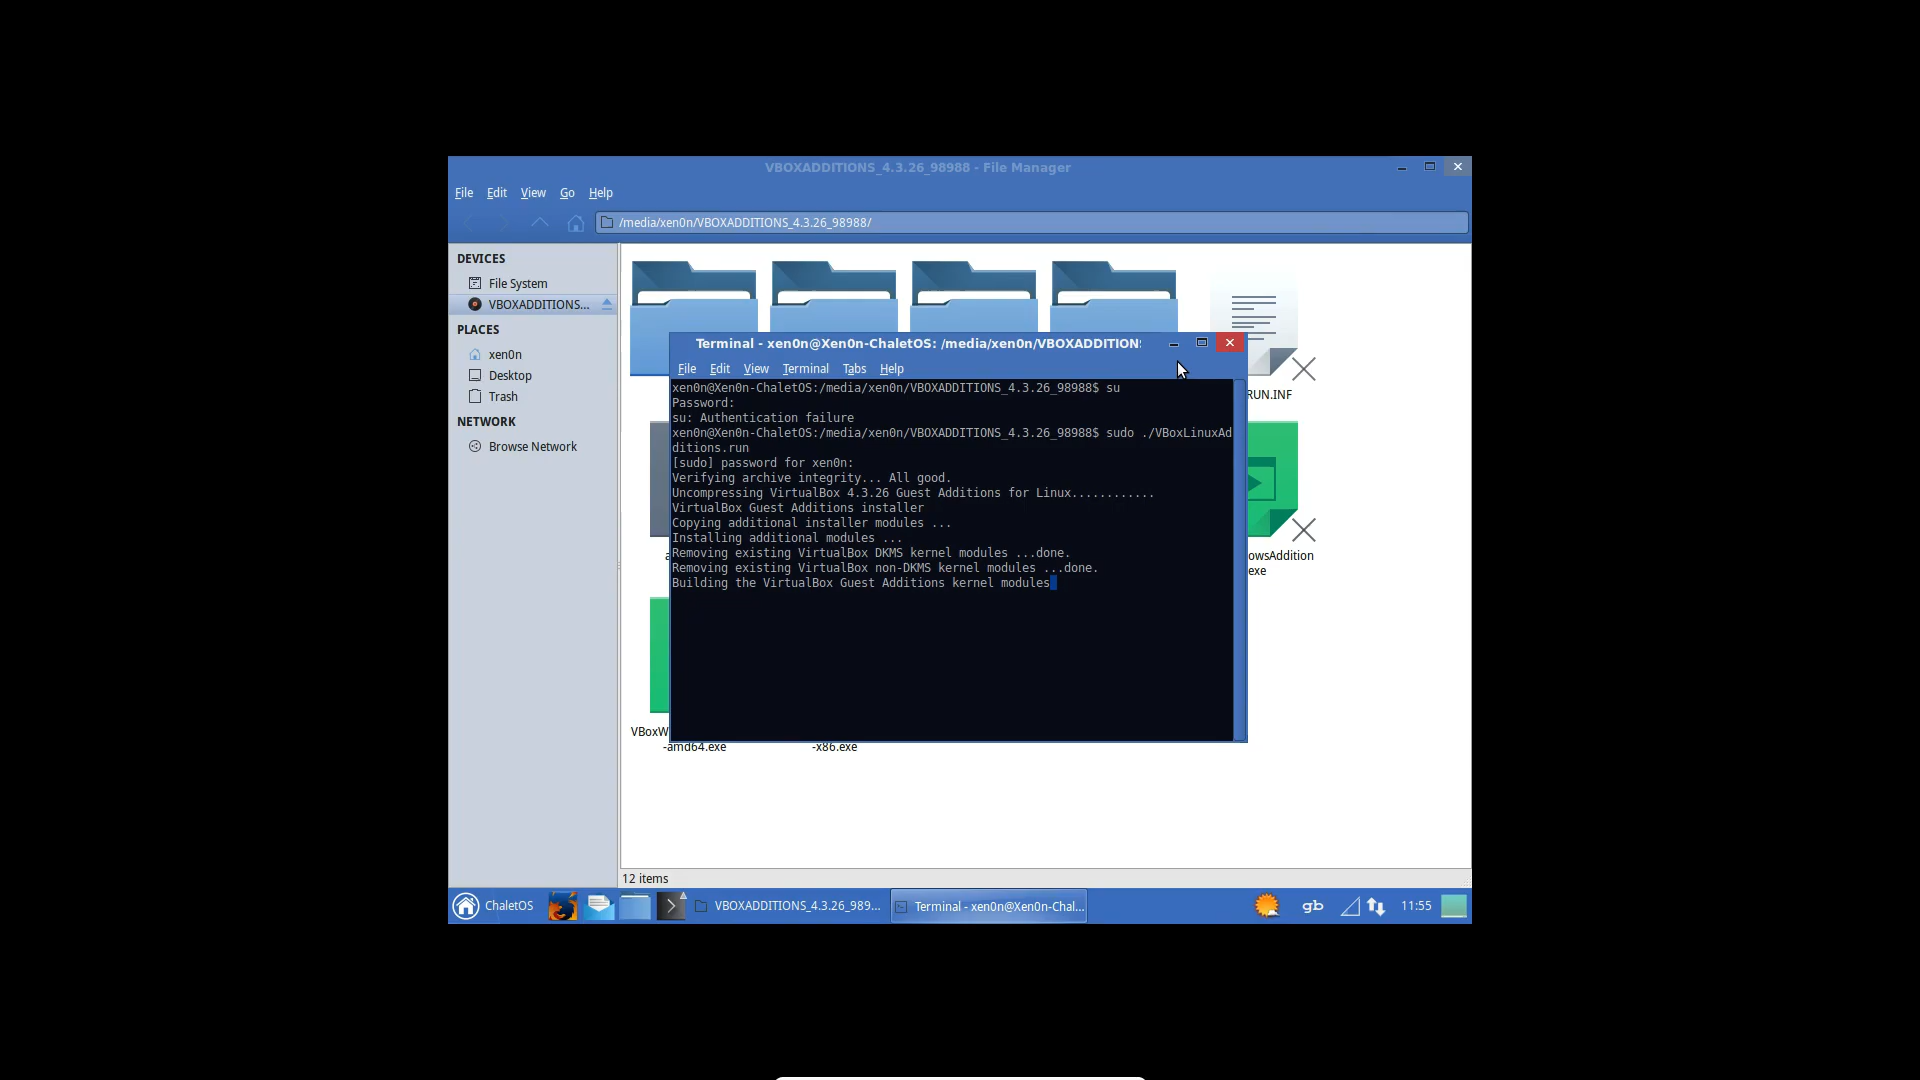 VBOXADDITIONS_4.3.26_98988 - File Manager
File Edit View Go Help
/media/xen0n/VBOXADDITIONS_4.3.26_98988/
DEVICES
File System
VBOXADDITIONS...
PLACES
xen0n
Desktop
Trash
NETWORK
Browse Network
RUN.INF
owsAddition
exe
VBoxW
-amd64.exe
-x86.exe
Terminal - xen0n@Xen0n-ChaletOS: /media/xen0n/VBOXADDITION
File Edit View Terminal Tabs Help
xen0n@Xen0n-ChaletOS:/media/xen0n/VBOXADDITIONS_4.3.26_98988$ su
Password:
su: Authentication failure
xen0n@Xen0n-ChaletOS:/media/xen0n/VBOXADDITIONS_4.3.26_98988$ sudo ./VBoxLinuxAd
ditions.run
[sudo] password for xen0n:
Verifying archive integrity... All good.
Uncompressing VirtualBox 4.3.26 Guest Additions for Linux............
VirtualBox Guest Additions installer
Copying additional installer modules ...
Installing additional modules ...
Removing existing VirtualBox DKMS kernel modules ...done.
Removing existing VirtualBox non-DKMS kernel modules ...done.
Building the VirtualBox Guest Additions kernel modules
12 items
ChaletOS
VBOXADDITIONS_4.3.26_989...
Terminal - xen0n@Xen0n-Chal...
gb
11:55